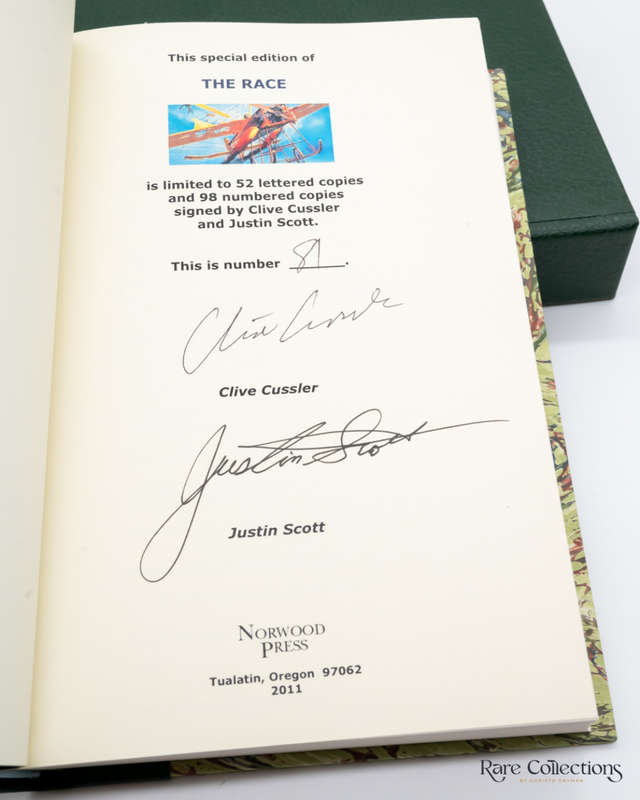 This special edition of
THE RACE
is limited to 52 lettered copies
and 98 numbered copies
signed by Clive Cussler
and Justin Scott.
This is number 81.
Clive Cussler
Clive Cussler
Justin Scott
Justin Scott
NORWOOD
PRESS
Tualatin, Oregon 97062
2011
Rare Collections